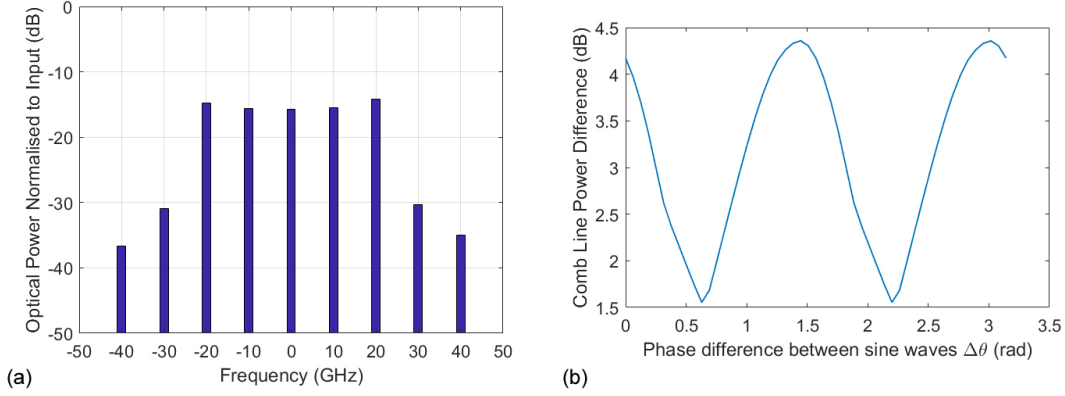 Optical Power Normalised to Input (dB)
0
-10
-20
-30
-40
-50
-50 -40 -30 -20 -10 0 10 20 30 40 50
Frequency (GHz)
(a)
Comb Line Power Difference (dB)
4.5
4
3.5
3
2.5
2
1.5
0 0.5 1 1.5 2 2.5 3 3.5
Phase difference between sine waves Δθ (rad)
(b)